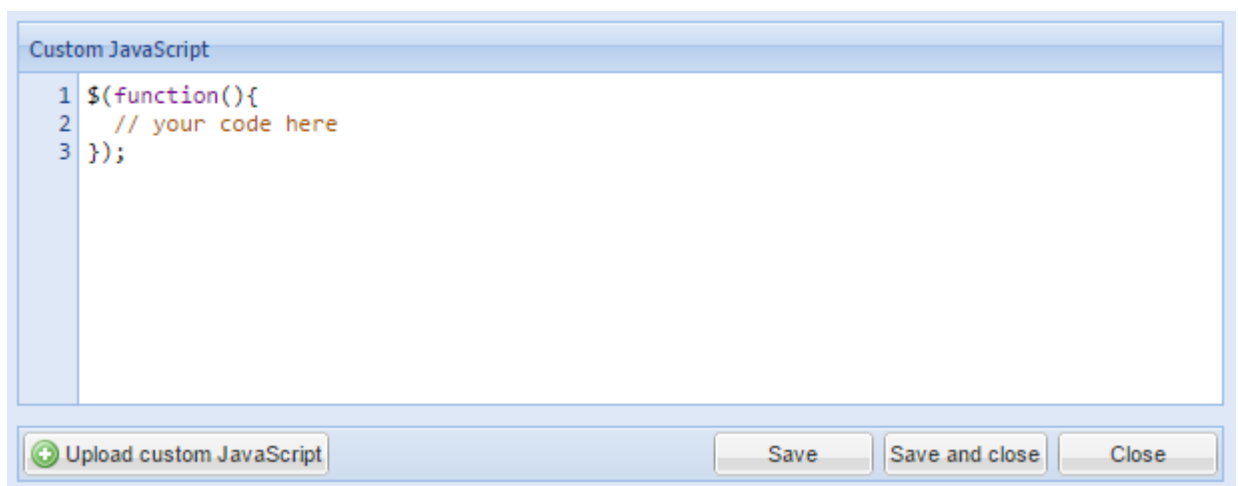 Custom JavaScript
1 $(function(){
2   // your code here
3 });
Upload custom JavaScript Save Save and close Close